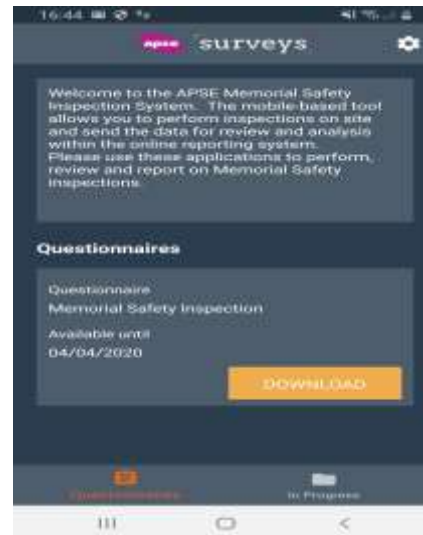 16:44
apse surveys
Welcome to the APSE Memorial Safety
Inspection System. The mobile-based tool
allows you to perform inspections on site
and send the data for review and analysis
within the online reporting system.
Please use these applications to perform,
review and report on Memorial Safety
Inspections.
Questionnaires
Questionnaire
Memorial Safety Inspection
Available until
04/04/2020
DOWNLOAD
Questionnaires
In Progress